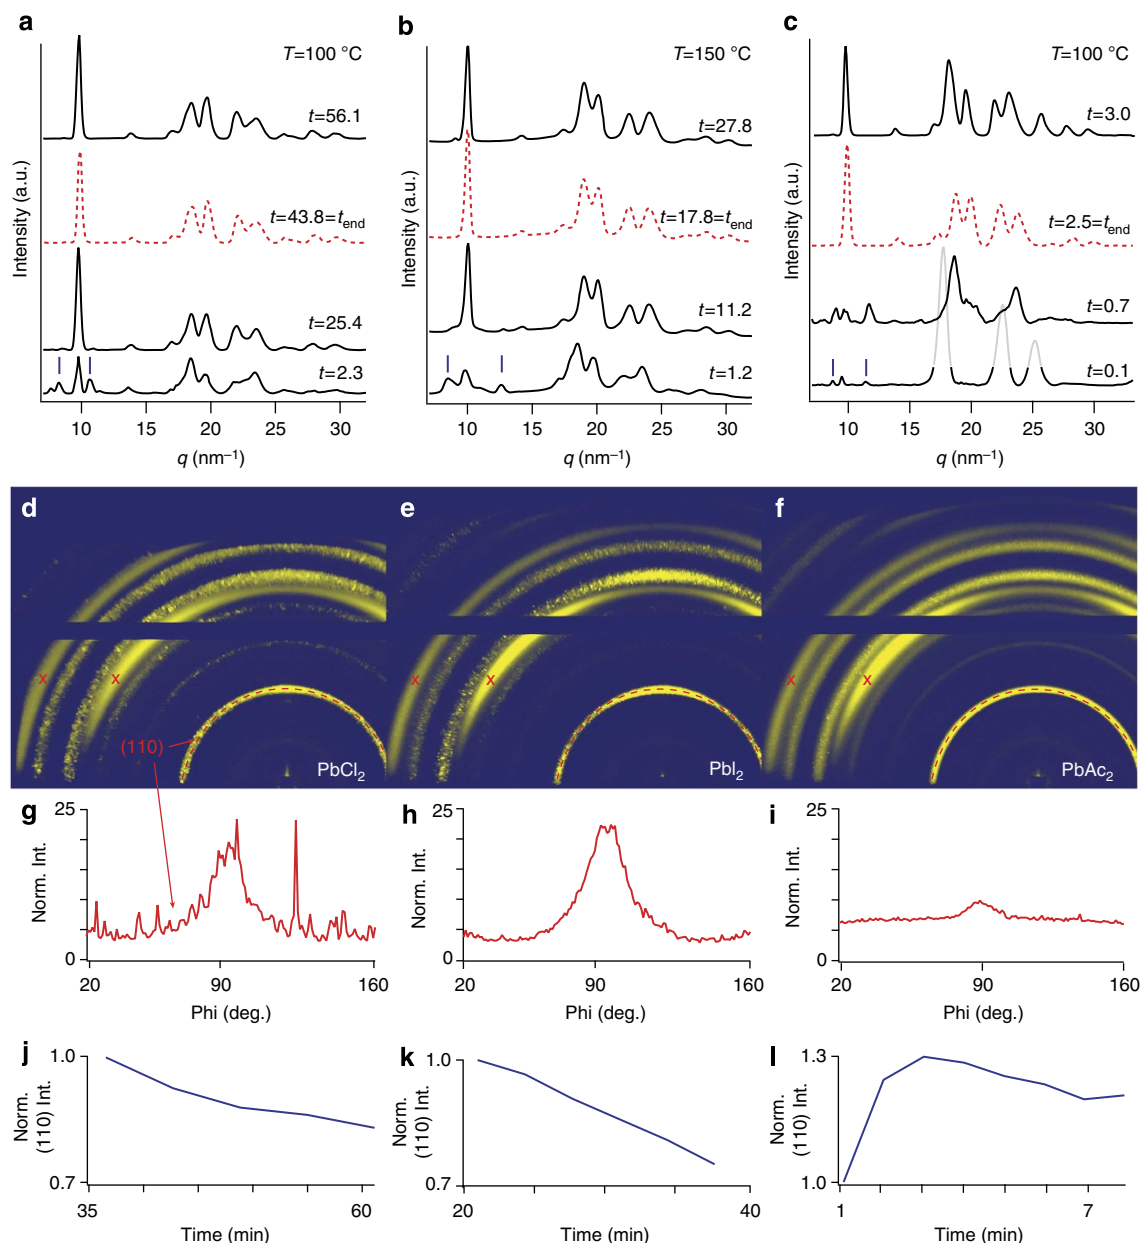 a
T=100 °C
t=56.1
t=43.8=tend
t=25.4
t=2.3
Intensity (a.u.)
10 15 20 25 30
q (nm–1)
b
T=150 °C
t=27.8
t=17.8=tend
t=11.2
t=1.2
Intensity (a.u.)
10 15 20 25 30
q (nm–1)
c
T=100 °C
t=3.0
t=2.5=tend
t=0.7
t=0.1
Intensity (a.u.)
10 15 20 25 30
q (nm–1)
d
x x
(110)
PbCl2
e
x x
PbI2
f
x x
PbAc2
g
25
0
Norm. Int.
20 90 160
Phi (deg.)
h
25
0
Norm. Int.
20 90 160
Phi (deg.)
i
25
0
Norm. Int.
20 90 160
Phi (deg.)
j
1.0
0.7
Norm.
(110) Int.
35 60
Time (min)
k
1.0
0.7
Norm.
(110) Int.
20 40
Time (min)
l
1.3
1.0
Norm.
(110) Int.
1 7
Time (min)